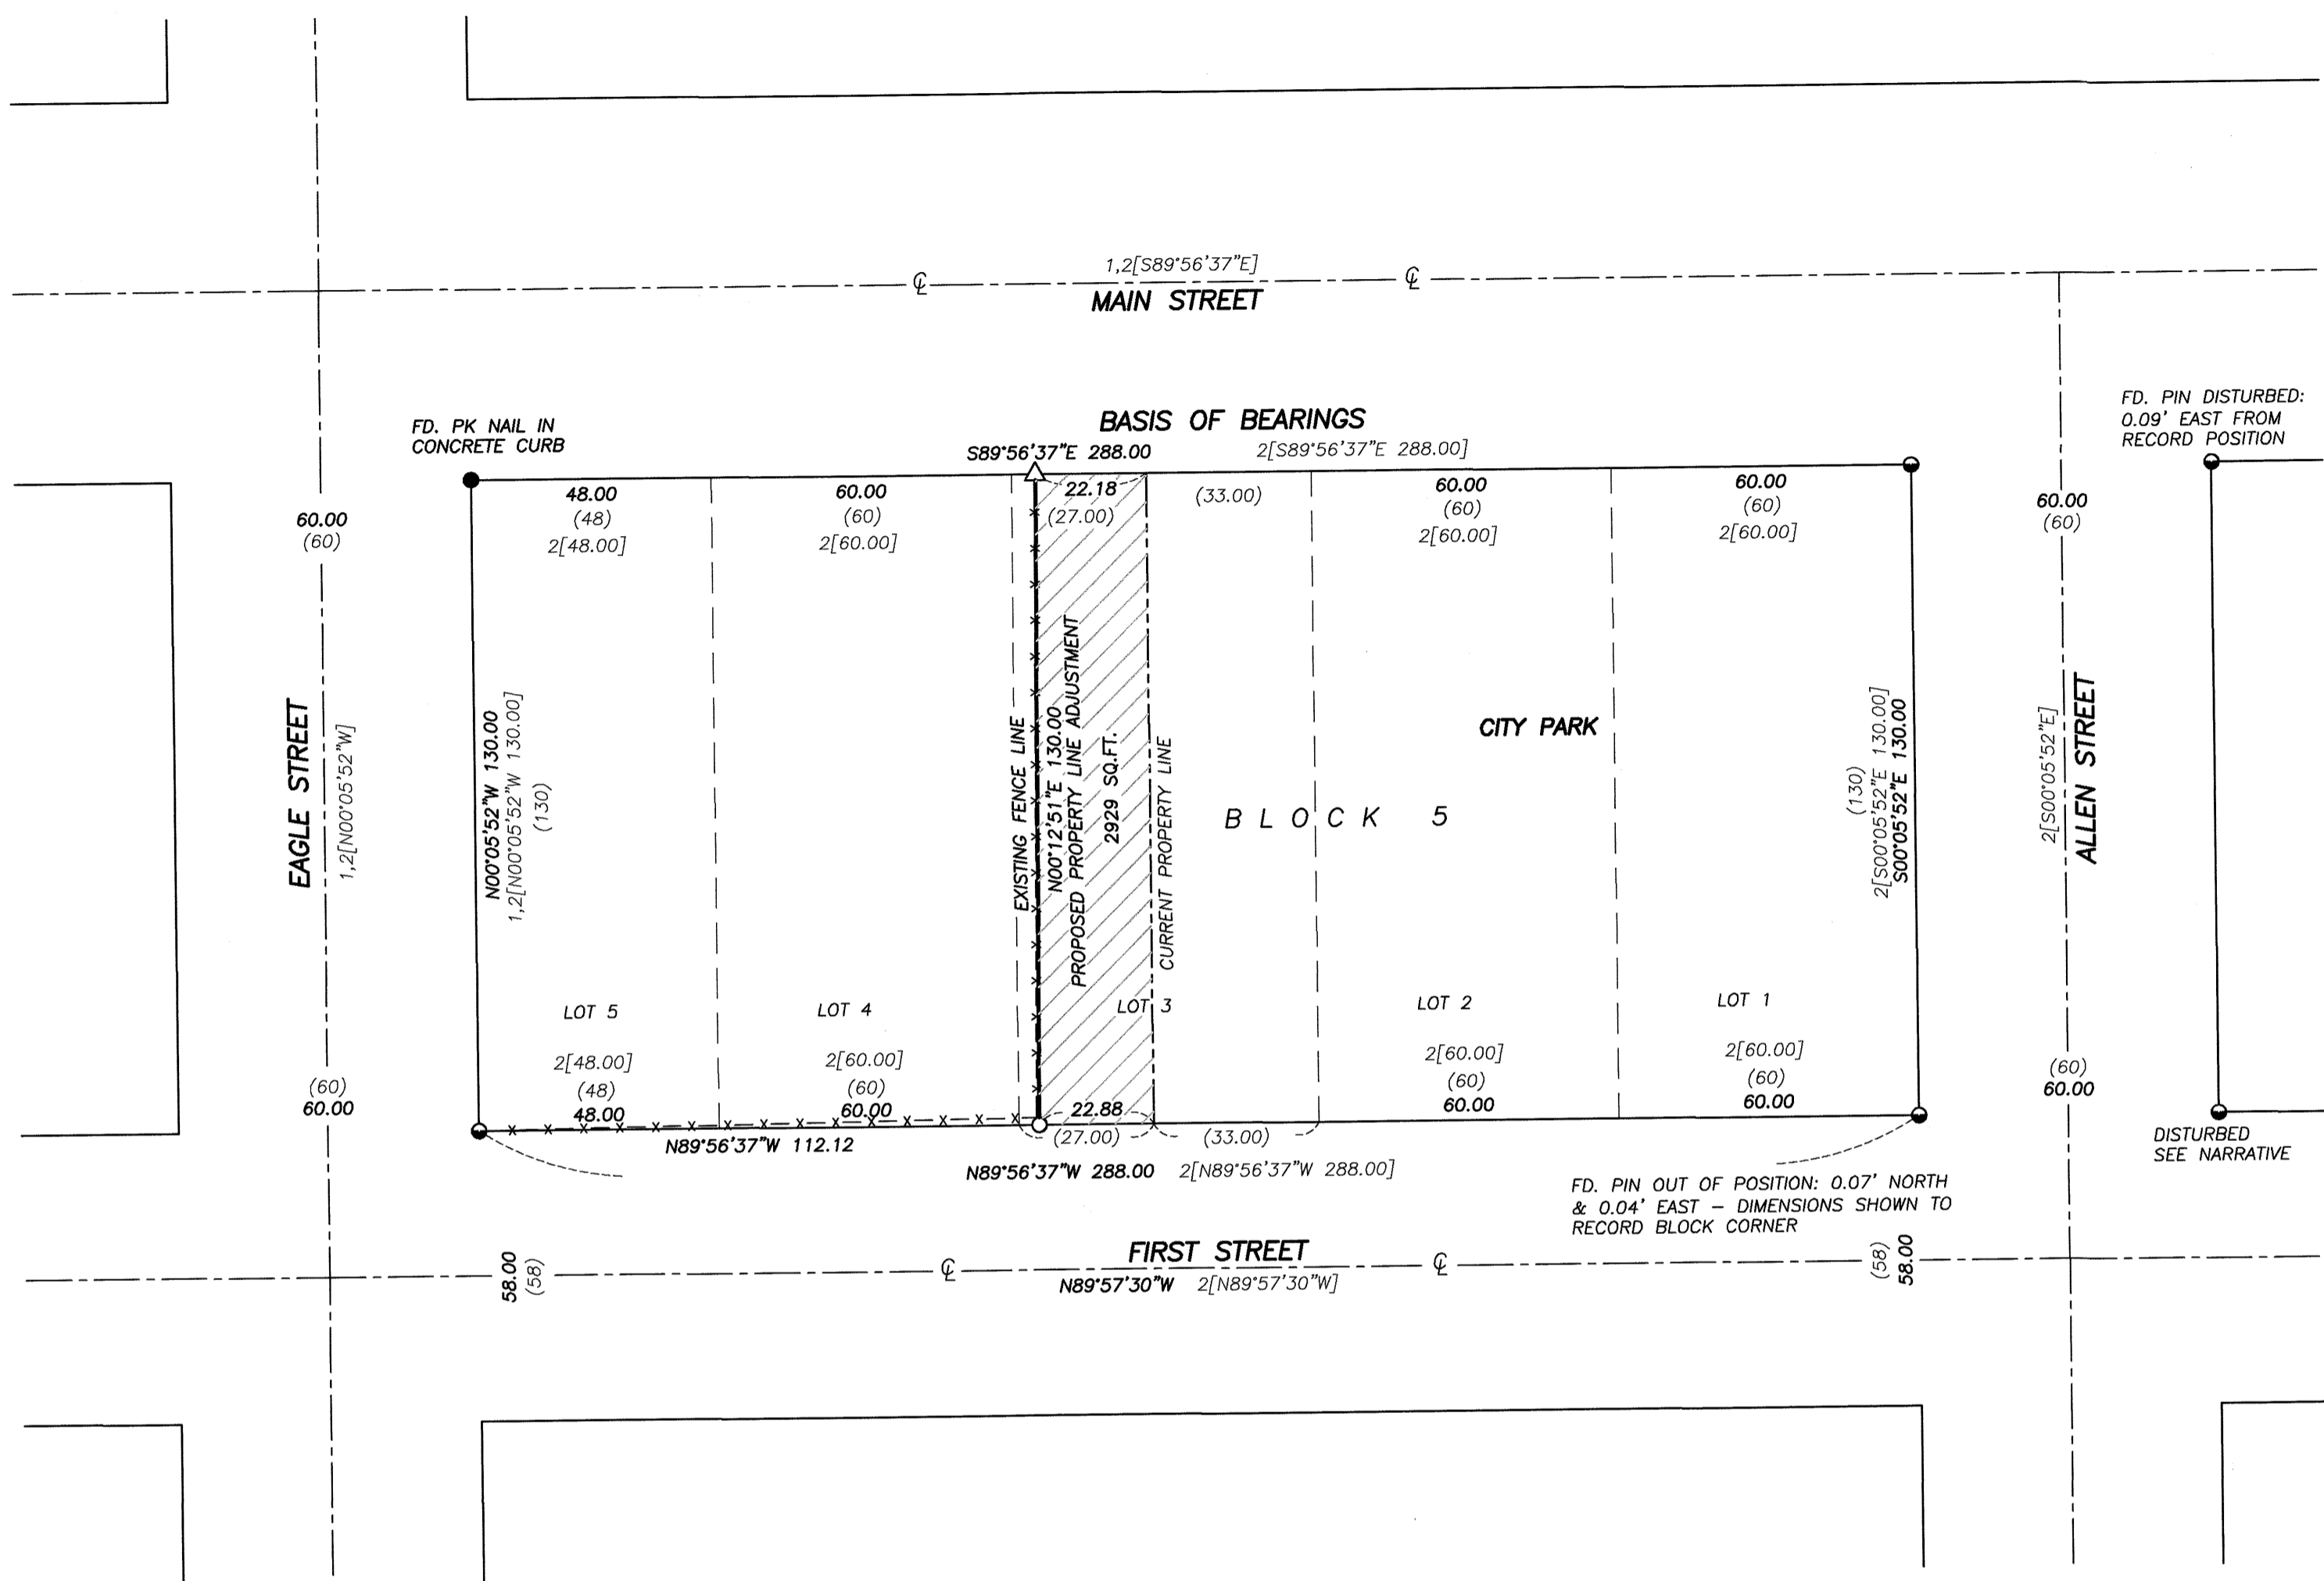 1,2[S89°56'37"E]
℄ ℄
MAIN STREET
FD. PK NAIL IN
CONCRETE CURB
BASIS OF BEARINGS
S89°56'37"E 288.00 2[S89°56'37"E 288.00]
FD. PIN DISTURBED:
0.09' EAST FROM
RECORD POSITION
60.00
(60)
48.00
(48)
2[48.00]
60.00
(60)
2[60.00]
22.18
(27.00)
(33.00)
60.00
(60)
2[60.00]
60.00
(60)
2[60.00]
60.00
(60)
EAGLE STREET
1,2[N00°05'52"W]
N00°05'52"W 130.00
1,2[N00°05'52"W 130.00]
(130)
EXISTING FENCE LINE
N00°12'51"E 130.00
PROPOSED PROPERTY LINE ADJUSTMENT
2929 SQ.FT.
CURRENT PROPERTY LINE
CITY PARK
BLOCK 5
(130)
2[S00°05'52"E 130.00]
S00°05'52"E 130.00
2[S00°05'52"E]
ALLEN STREET
LOT 5
LOT 4
LOT 3
LOT 2
LOT 1
(60)
60.00
2[48.00]
(48)
48.00
2[60.00]
(60)
60.00
22.88
(27.00)
(33.00)
2[60.00]
(60)
60.00
2[60.00]
(60)
60.00
(60)
60.00
N89°56'37"W 112.12
N89°56'37"W 288.00 2[N89°56'37"W 288.00]
DISTURBED
SEE NARRATIVE
FD. PIN OUT OF POSITION: 0.07' NORTH
& 0.04' EAST – DIMENSIONS SHOWN TO
RECORD BLOCK CORNER
58.00
(58)
FIRST STREET
℄ ℄
N89°57'30"W 2[N89°57'30"W]
(58)
58.00